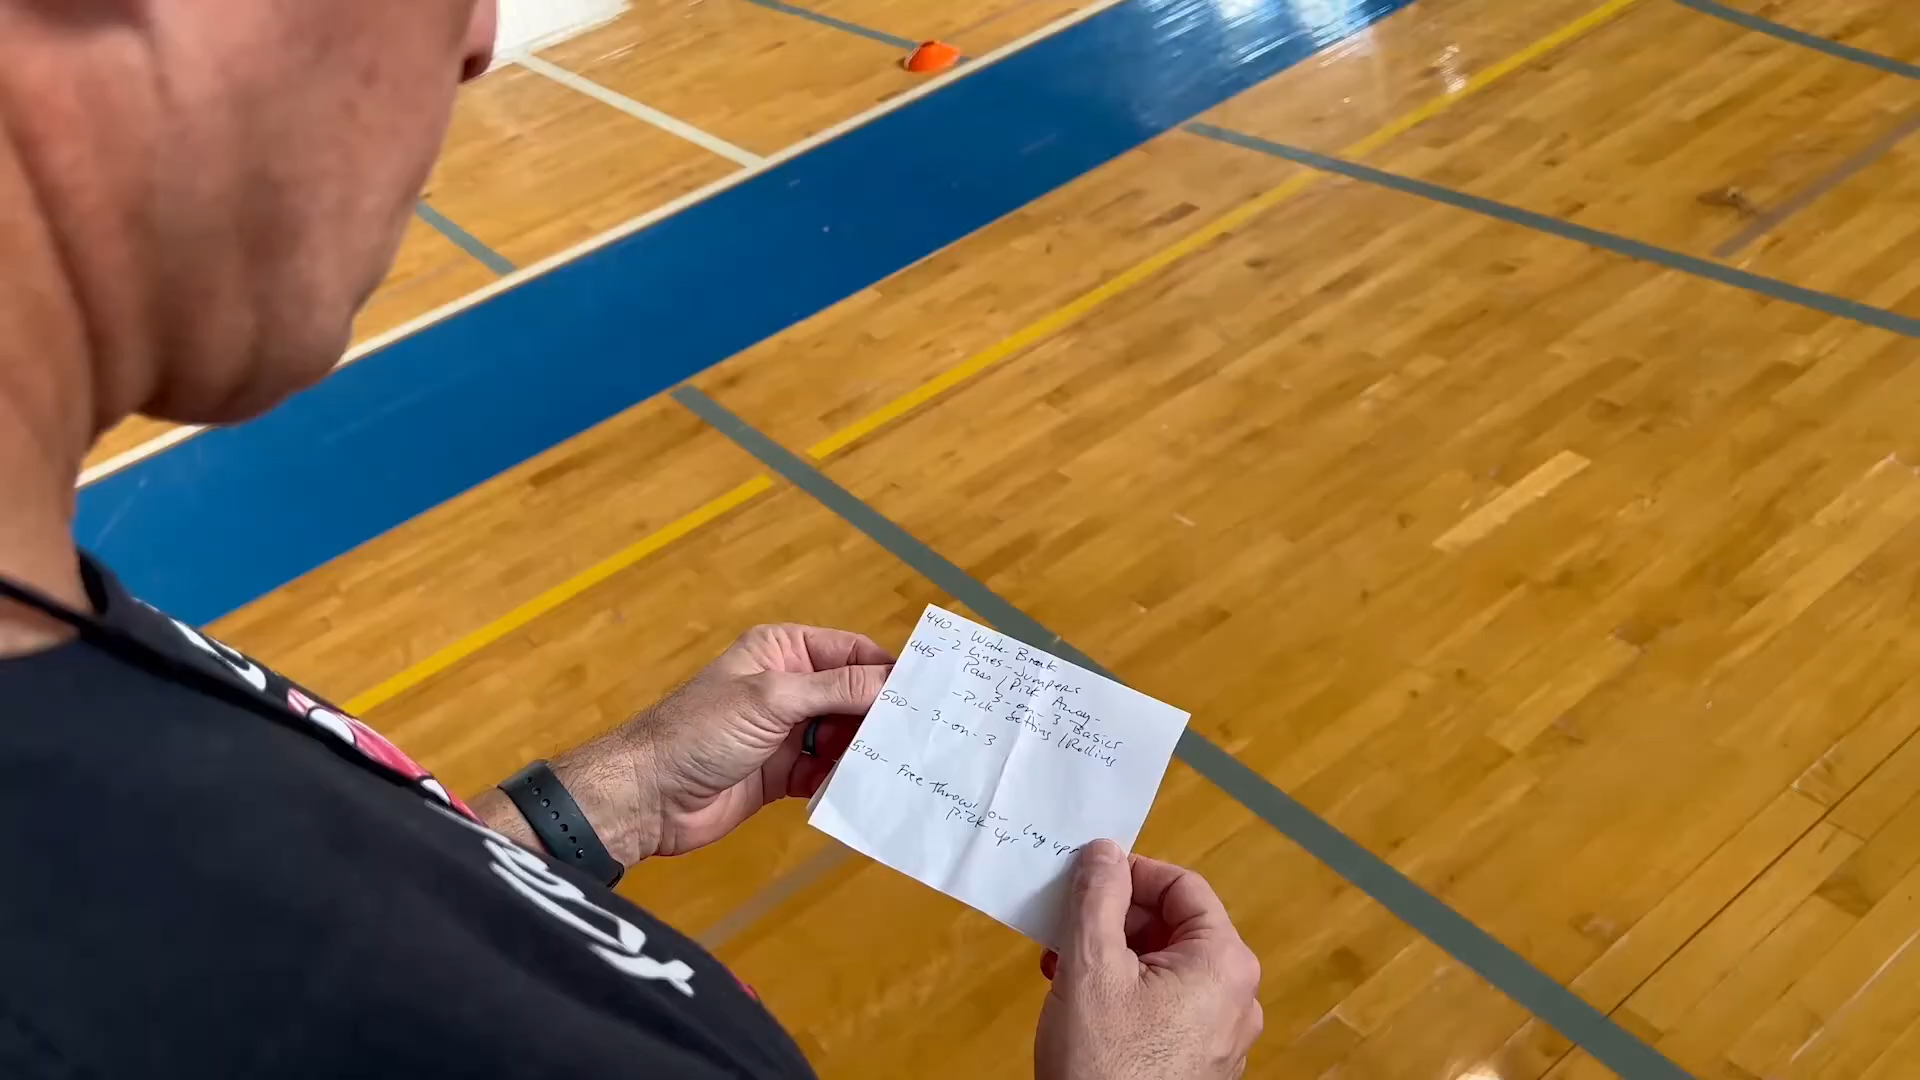 440- Water Break
- 2 Lines - Jumpers
445 Pass / Pick Away -
3-on-3 Basics
- Pick Setting / Rolling
500- 3-on-3
5:20- Free throws or Lay ups
Pick ups